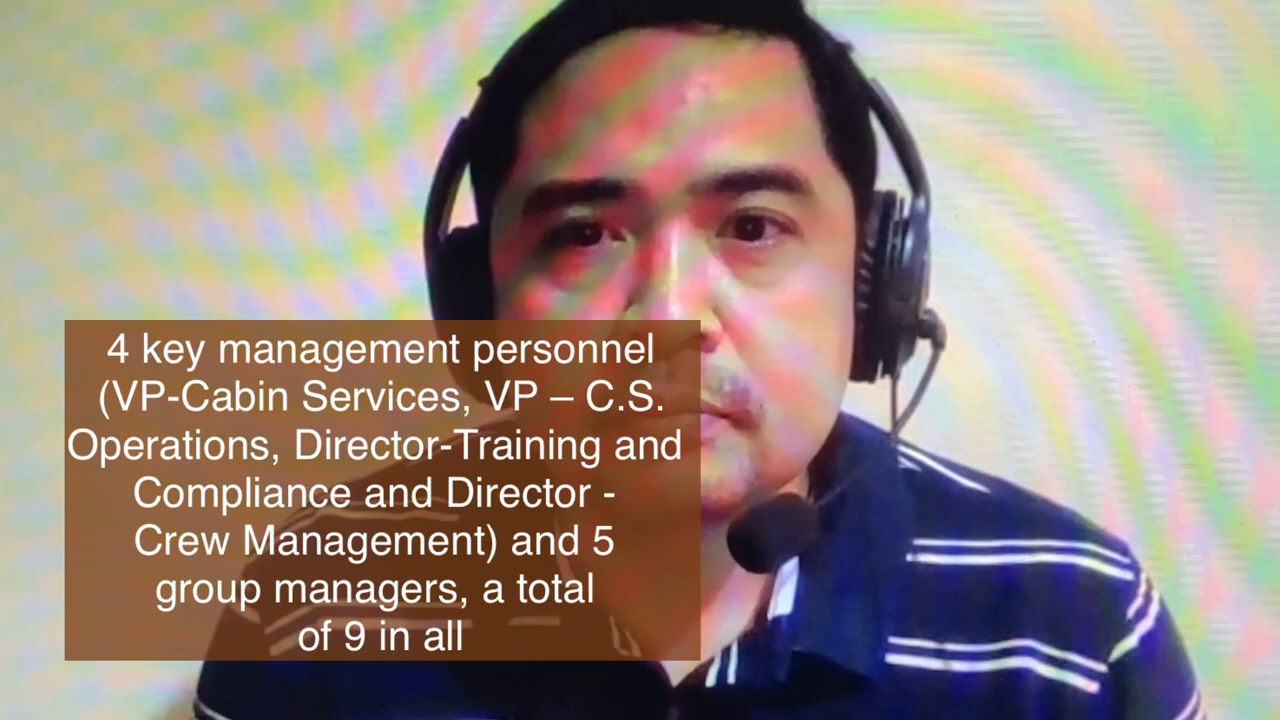 4 key management personnel
(VP-Cabin Services, VP – C.S.
Operations, Director-Training and
Compliance and Director -
Crew Management) and 5
group managers, a total
of 9 in all